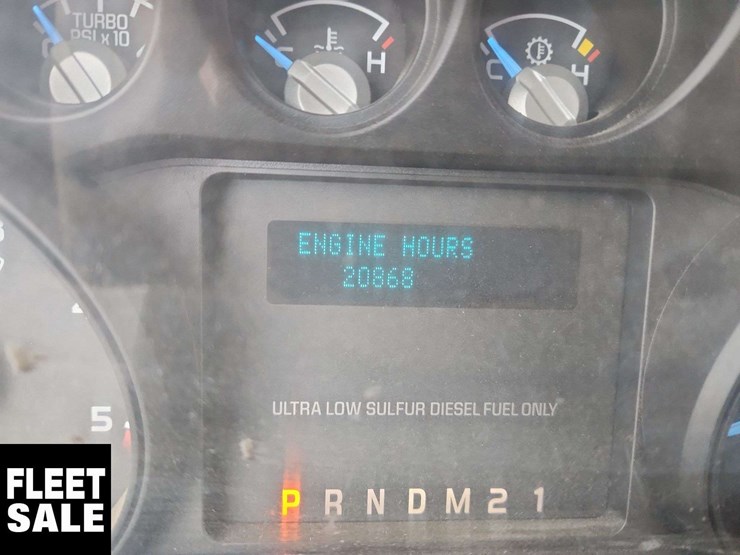 TURBO
PSI x 10
C H
C H
ENGINE HOURS
20868
5
ULTRA LOW SULFUR DIESEL FUEL ONLY
P R N D M 2 1
FLEET
SALE